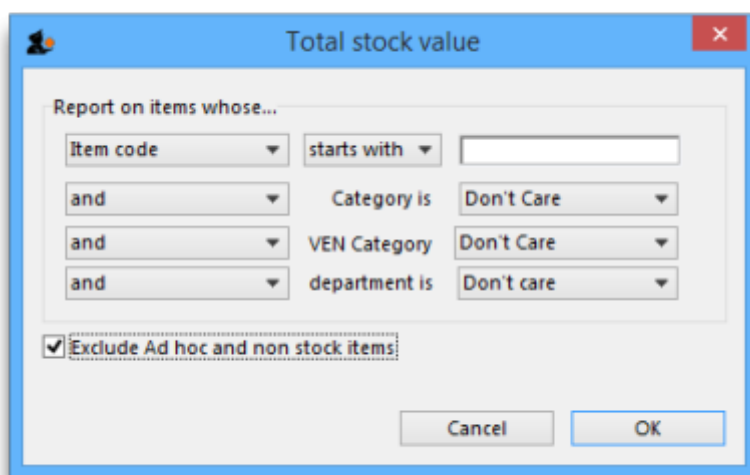 Total stock value
Report on items whose...
Item code starts with
and Category is Don't Care
and VEN Category Don't Care
and department is Don't care
Exclude Ad hoc and non stock items
Cancel OK